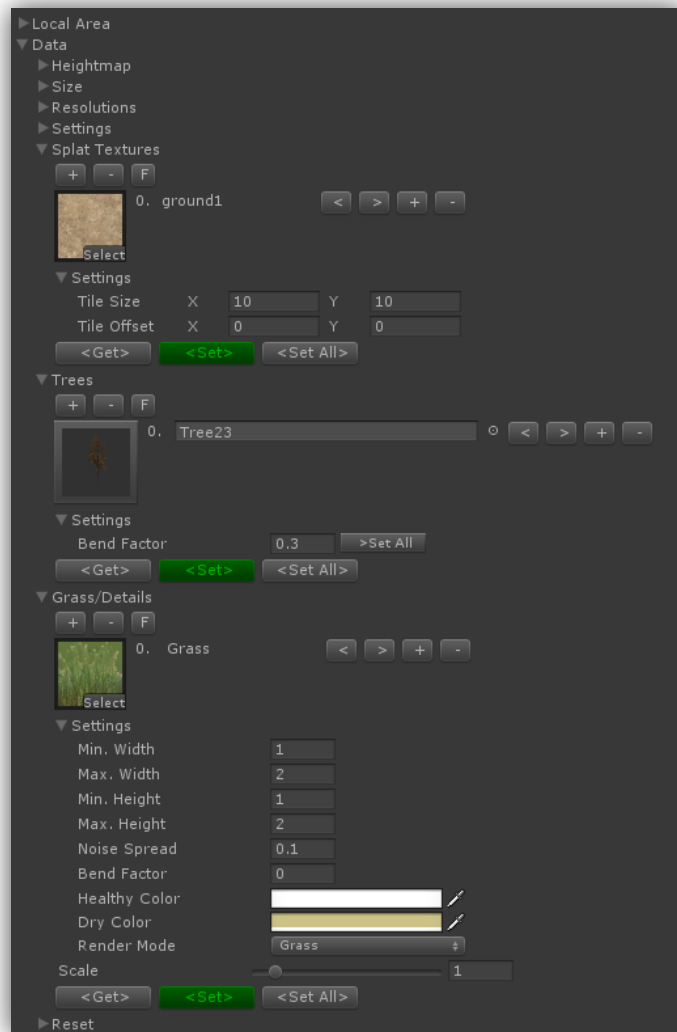 Local Area
Data
Heightmap
Size
Resolutions
Settings
Splat Textures
+ - F
0. ground1 < > + -
Select
Settings
Tile Size X 10 Y 10
Tile Offset X 0 Y 0
<Get> <Set> <Set All>
Trees
+ - F
0. Tree23 < > + -
Settings
Bend Factor 0.3 >Set All
<Get> <Set> <Set All>
Grass/Details
+ - F
0. Grass < > + -
Select
Settings
Min. Width 1
Max. Width 2
Min. Height 1
Max. Height 2
Noise Spread 0.1
Bend Factor 0
Healthy Color
Dry Color
Render Mode Grass
Scale 1
<Get> <Set> <Set All>
Reset